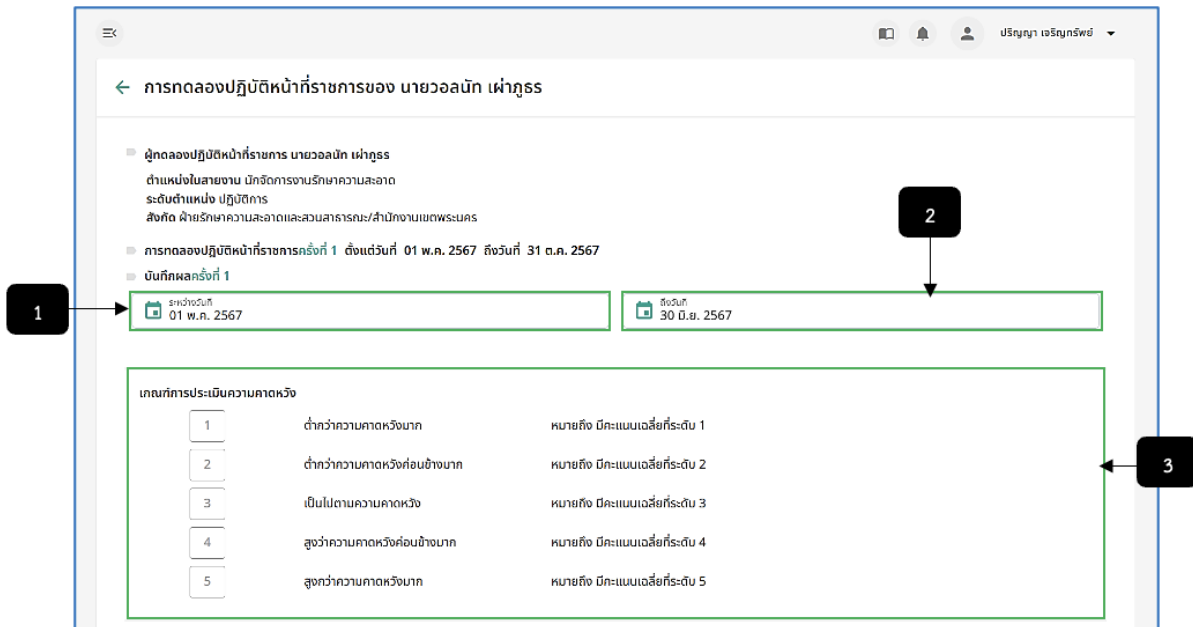 ปริญญา เจริญทรัพย์
การทดลองปฏิบัติหน้าที่ราชการของ นายวอลนัท เผ่าภูธร
ผู้ทดลองปฏิบัติหน้าที่ราชการ นายวอลนัท เผ่าภูธร
ตำแหน่งในสายงาน นักจัดการงานรักษาความสะอาด
ระดับตำแหน่ง ปฏิบัติการ
สังกัด ฝ่ายรักษาความสะอาดและสวนสาธารณะ/สำนักงานเขตพระนคร
2
การทดลองปฏิบัติหน้าที่ราชการครั้งที่ 1 ตั้งแต่วันที่ 01 พ.ค. 2567 ถึงวันที่ 31 ต.ค. 2567
บันทึกผลครั้งที่ 1
1
ระหว่างวันที่
01 พ.ค. 2567
ถึงวันที่
30 มิ.ย. 2567
เกณฑ์การประเมินความคาดหวัง
1 ต่ำกว่าความคาดหวังมาก หมายถึง มีคะแนนเฉลี่ยที่ระดับ 1
2 ต่ำกว่าความคาดหวังค่อนข้างมาก หมายถึง มีคะแนนเฉลี่ยที่ระดับ 2
3
3 เป็นไปตามความคาดหวัง หมายถึง มีคะแนนเฉลี่ยที่ระดับ 3
4 สูงว่าความคาดหวังค่อนข้างมาก หมายถึง มีคะแนนเฉลี่ยที่ระดับ 4
5 สูงกว่าความคาดหวังมาก หมายถึง มีคะแนนเฉลี่ยที่ระดับ 5